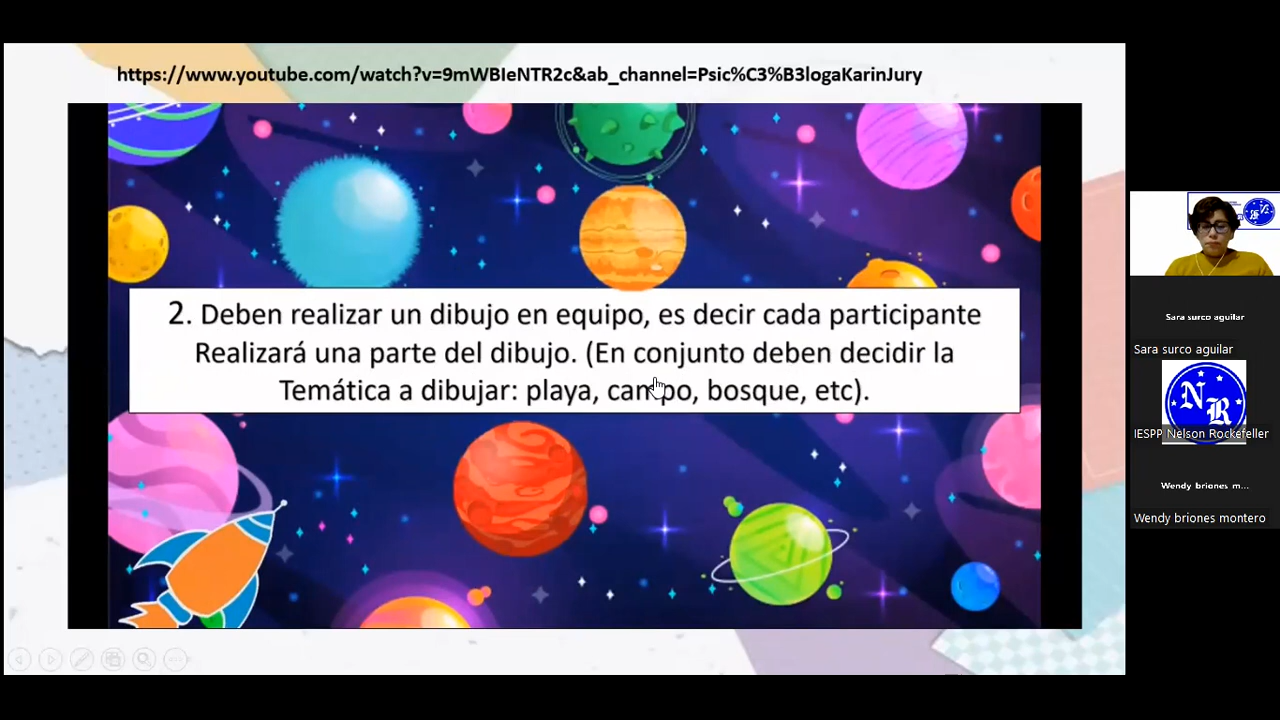 https://www.youtube.com/watch?v=9mWBIeNTR2c&ab_channel=Psic%C3%B3logaKarinJury
2. Deben realizar un dibujo en equipo, es decir cada participante
Realizará una parte del dibujo. (En conjunto deben decidir la
Temática a dibujar: playa, campo, bosque, etc).
Sara surco aguilar
Sara surco aguilar
NR
IESPP Nelson Rockefeller
Wendy briones m...
Wendy briones montero